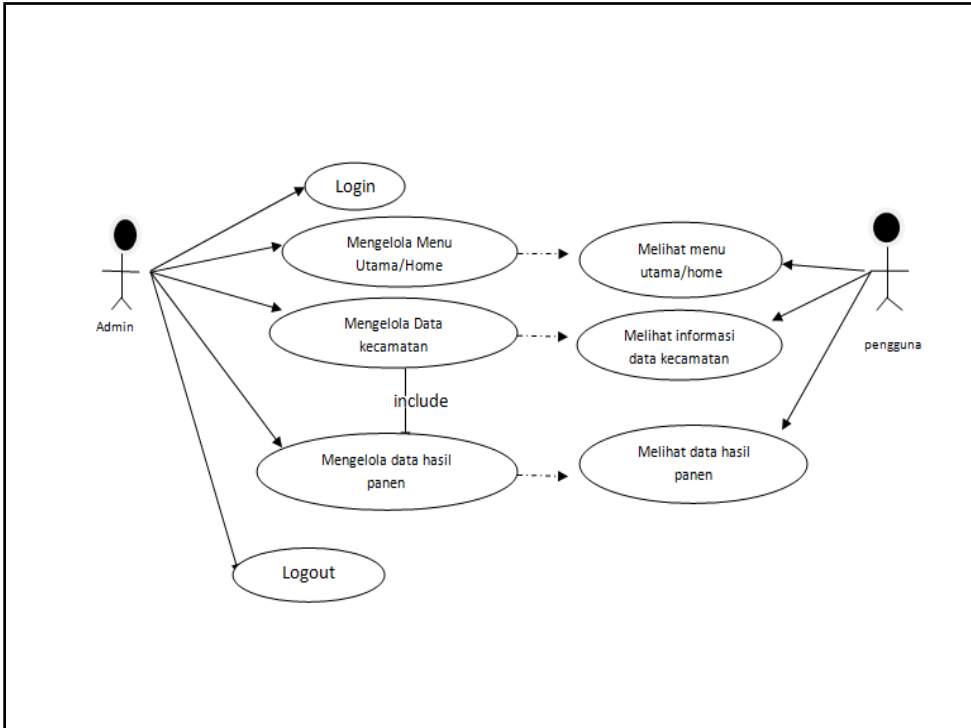 Login
Mengelola Menu
Utama/Home
Melihat menu
utama/home
Admin
Mengelola Data
kecamatan
Melihat informasi
data kecamatan
pengguna
include
Mengelola data hasil
panen
Melihat data hasil
panen
Logout